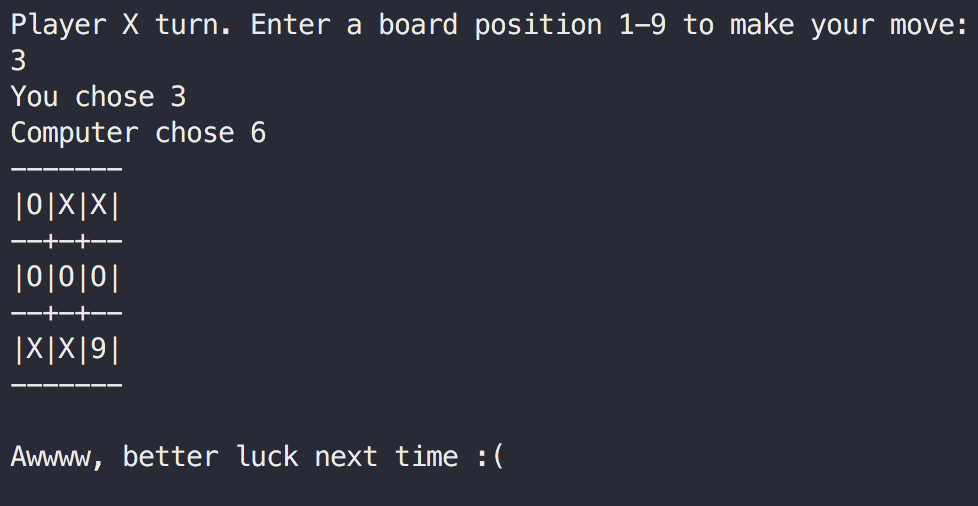 Player X turn. Enter a board position 1-9 to make your move:
3
You chose 3
Computer chose 6
-------
|O|X|X|
--+-+--
|O|O|O|
--+-+--
|X|X|9|
-------
Awwww, better luck next time :(